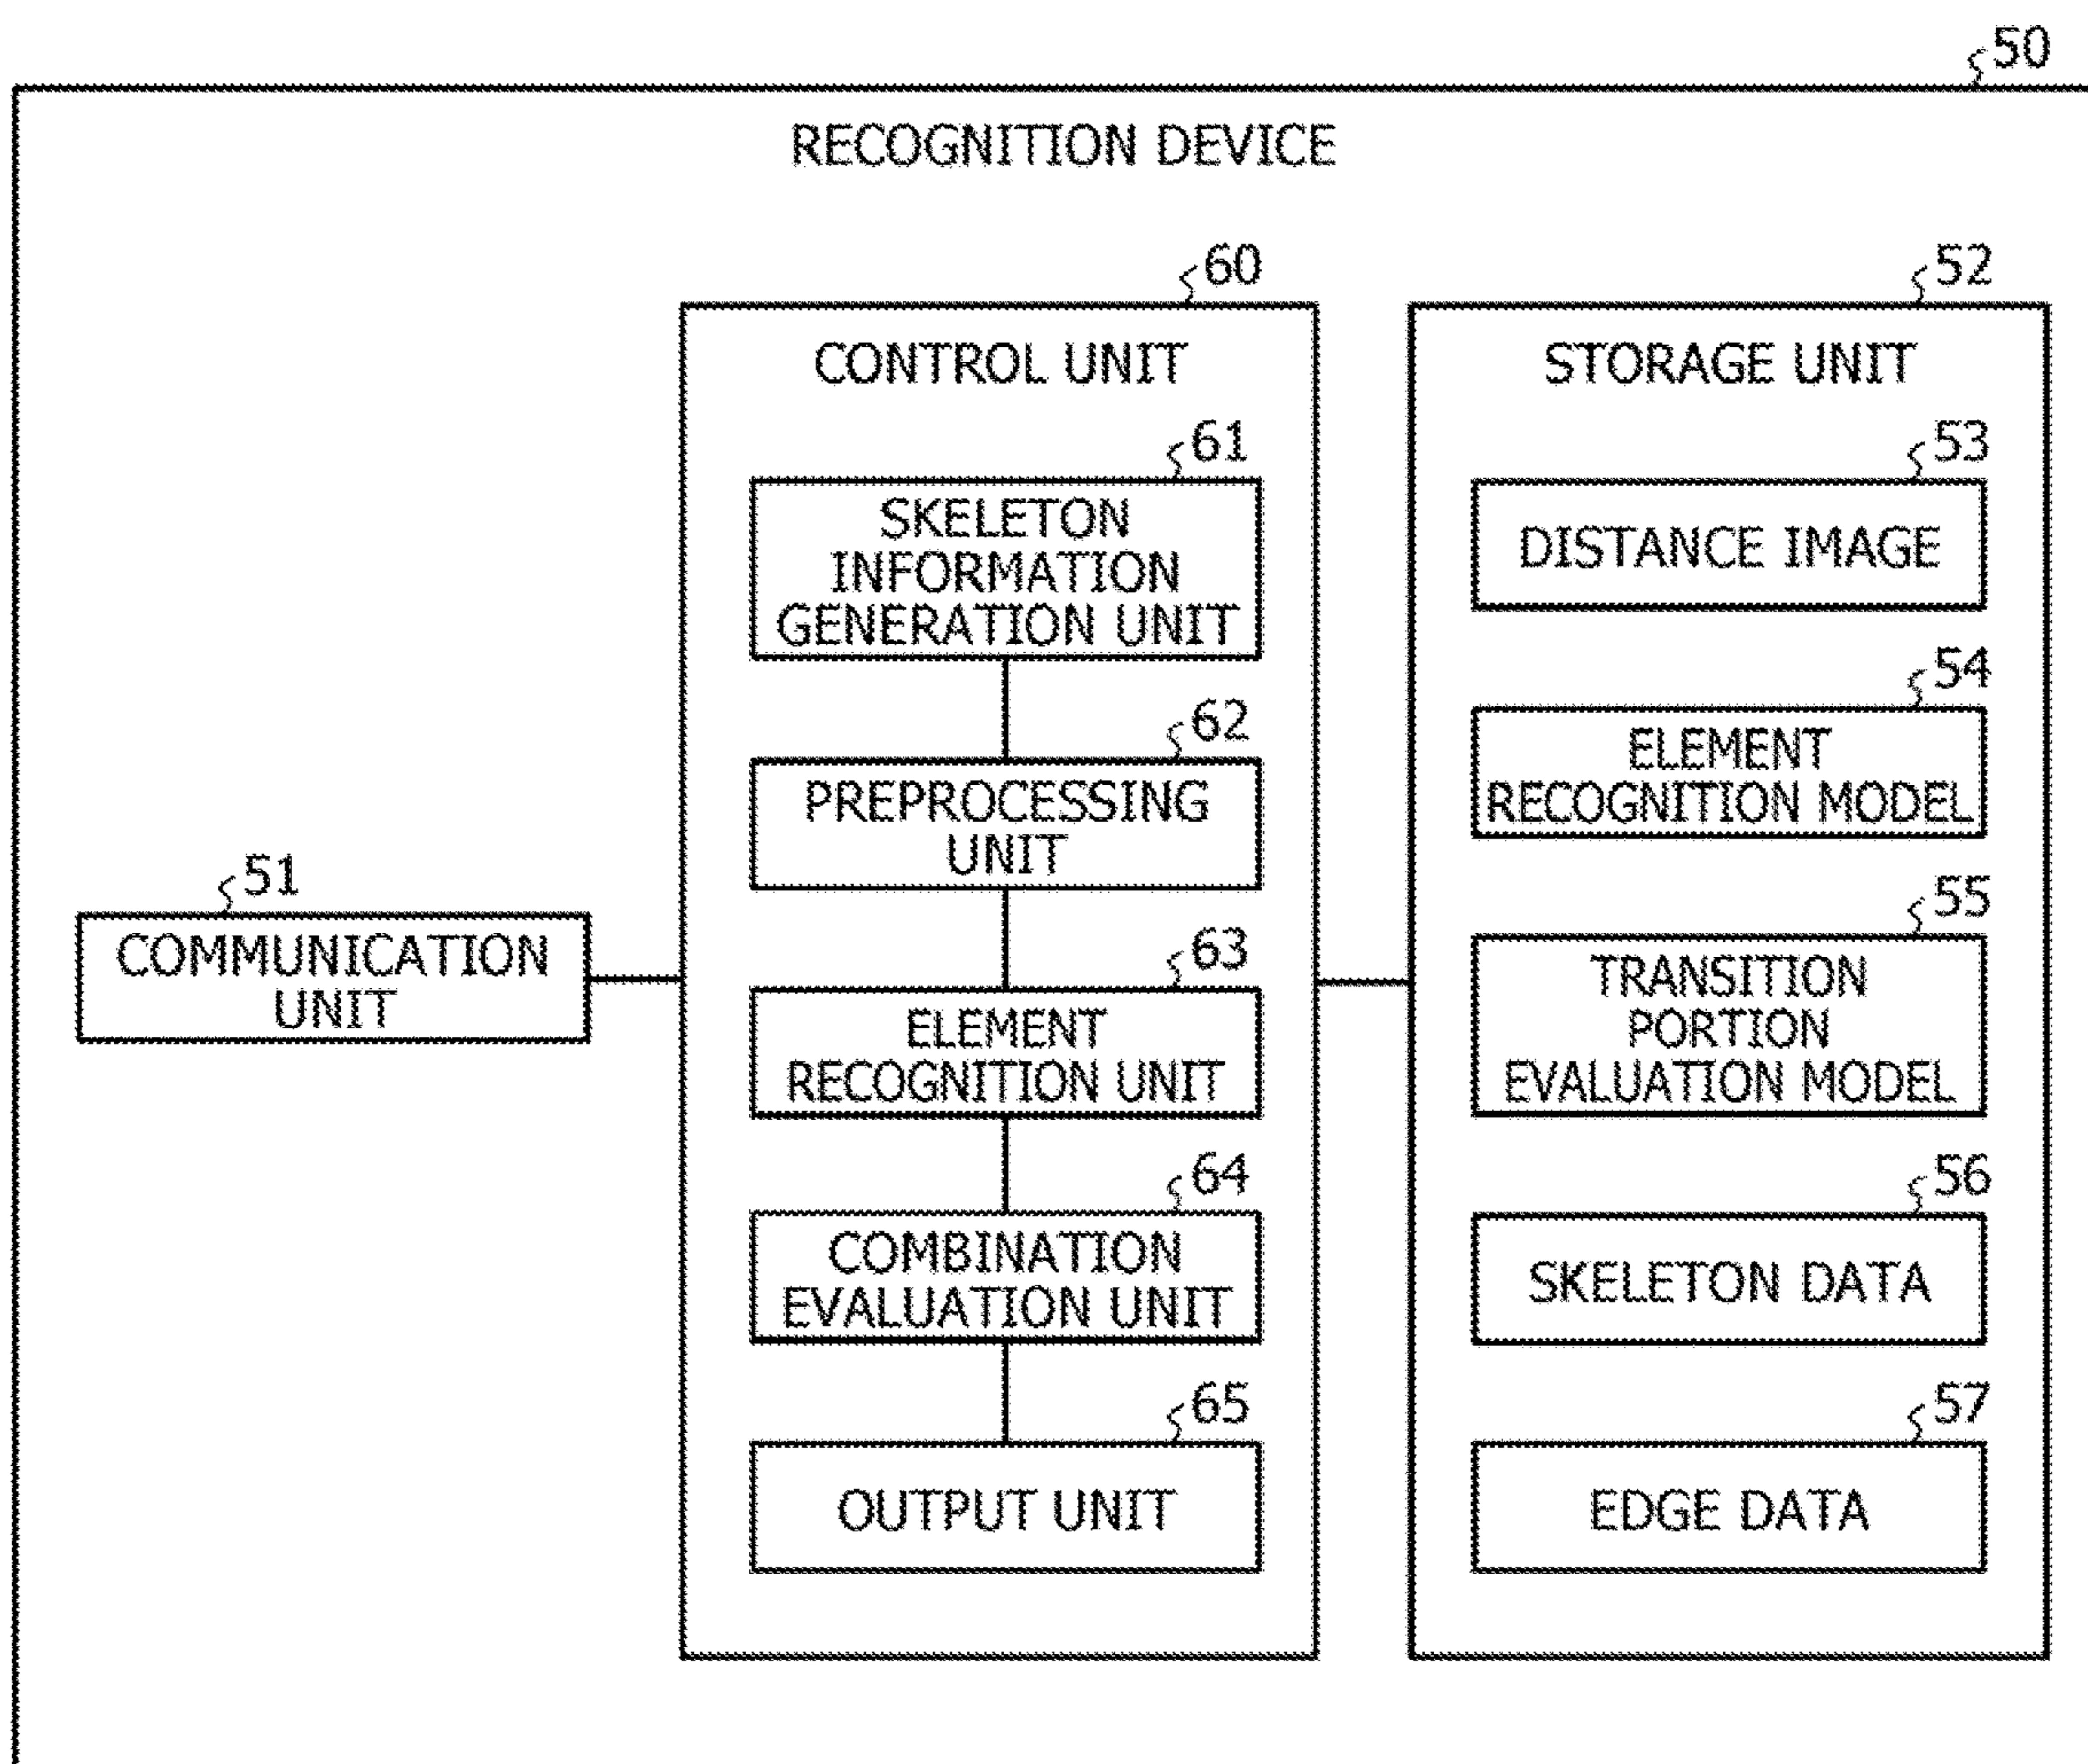 50
RECOGNITION DEVICE
60
CONTROL UNIT
61
SKELETON
INFORMATION
GENERATION UNIT
62
PREPROCESSING
UNIT
51
COMMUNICATION
UNIT
63
ELEMENT
RECOGNITION UNIT
64
COMBINATION
EVALUATION UNIT
65
OUTPUT UNIT
52
STORAGE UNIT
53
DISTANCE IMAGE
54
ELEMENT
RECOGNITION MODEL
55
TRANSITION
PORTION
EVALUATION MODEL
56
SKELETON DATA
57
EDGE DATA